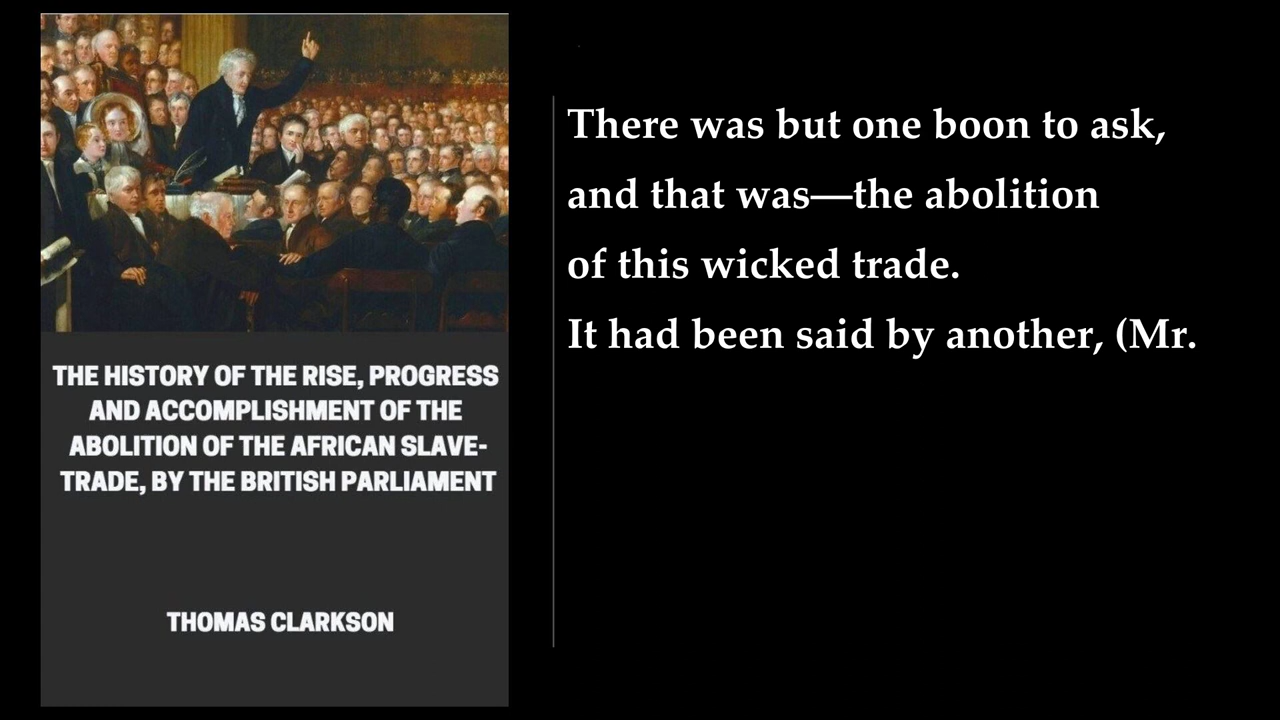 THE HISTORY OF THE RISE, PROGRESS
AND ACCOMPLISHMENT OF THE
ABOLITION OF THE AFRICAN SLAVE-
TRADE, BY THE BRITISH PARLIAMENT
THOMAS CLARKSON
There was but one boon to ask,
and that was—the abolition
of this wicked trade.
It had been said by another, (Mr.